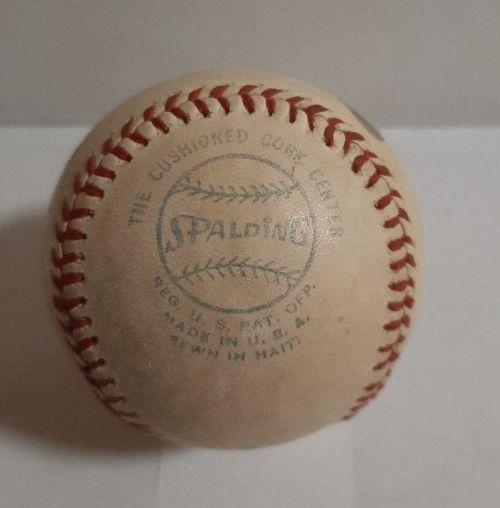 THE CUSHIONED CORK CENTER
SPALDING
REG. U. S. PAT. OFF.
MADE IN U. S. A.
SEWN IN HAITI